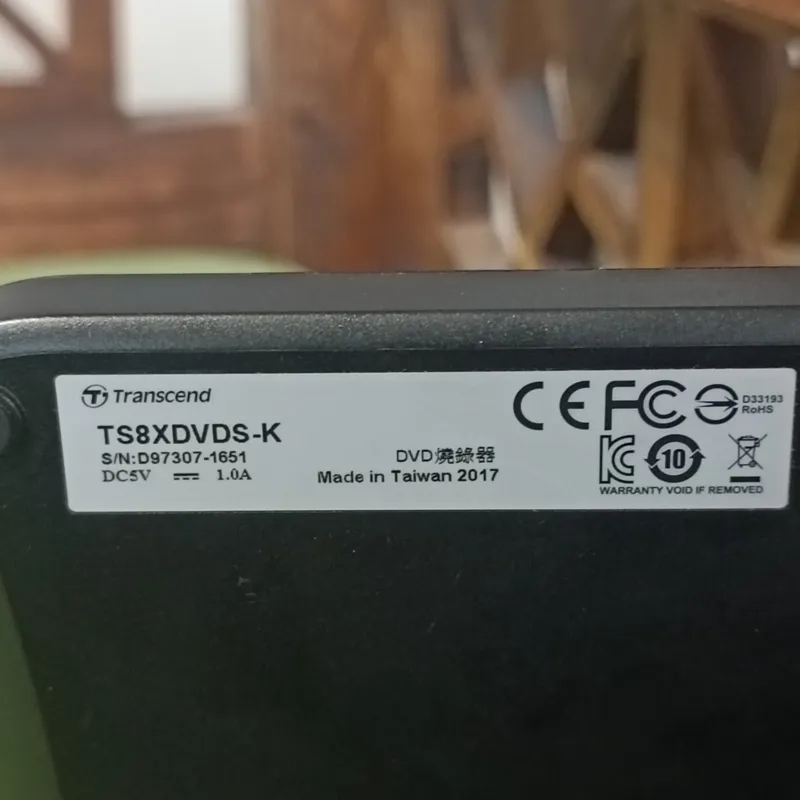 Transcend
TS8XDVDS-K
S/N:D97307-1651
DC5V 1.0A
DVD燒錄器
Made in Taiwan 2017
CE FC D33193
RoHS
10
WARRANTY VOID IF REMOVED